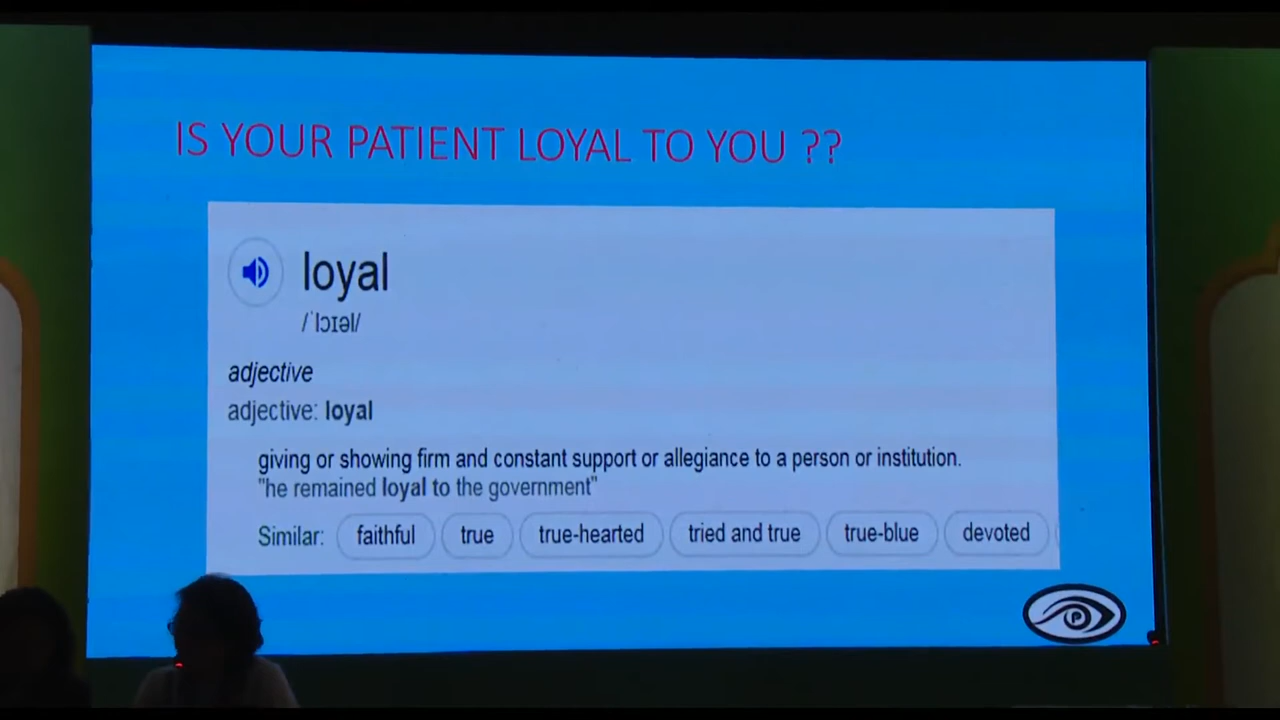 IS YOUR PATIENT LOYAL TO YOU ??
loyal
/ˈlɔɪəl/
adjective
adjective: loyal
giving or showing firm and constant support or allegiance to a person or institution.
"he remained loyal to the government"
Similar: faithful true true-hearted tried and true true-blue devoted
P